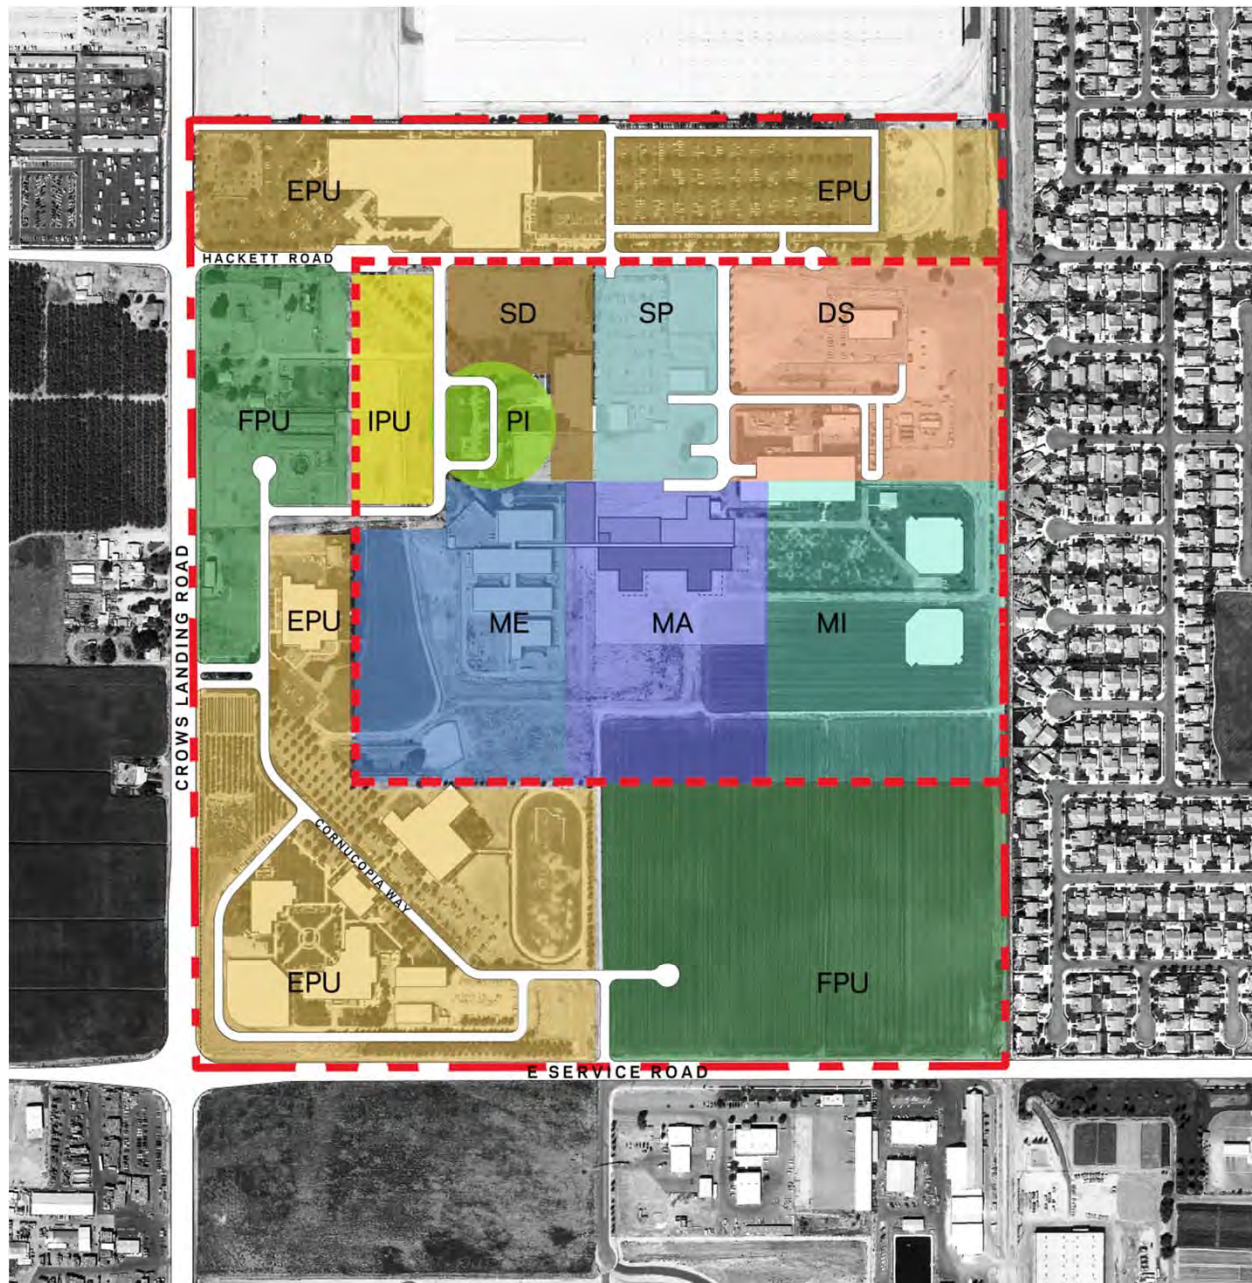 EPU
EPU
HACKETT ROAD
SD
SP
DS
FPU
IPU
PI
CROWS LANDING ROAD
EPU
ME
MA
MI
CORNUCOPIA WAY
EPU
FPU
E SERVICE ROAD